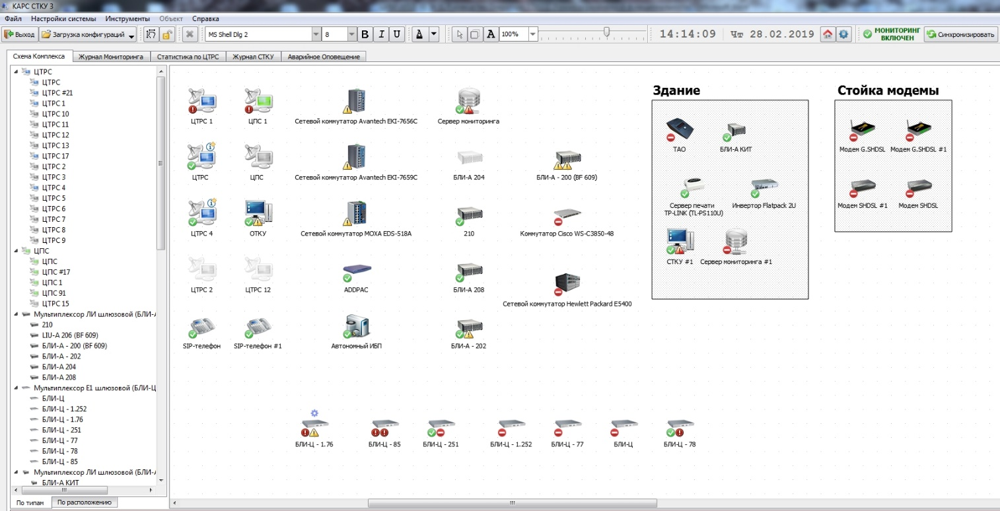 КАРС СТКУ 3
Файл Настройки системы Инструменты Объект Справка
Выход Загрузка конфигураций MS Shell Dlg 2 8 B I U A A 100% 14:14:09 Чт 28.02.2019 МОНИТОРИНГ ВКЛЮЧЕН Синхронизировать
Схема Комплекса Журнал Мониторинга Статистика по ЦТРС Журнал СТКУ Аварийное Оповещение
ЦТРС
ЦТРС
ЦТРС #21
ЦТРС 1
ЦТРС 10
ЦТРС 11
ЦТРС 12
ЦТРС 13
ЦТРС 17
ЦТРС 2
ЦТРС 3
ЦТРС 4
ЦТРС 5
ЦТРС 6
ЦТРС 7
ЦТРС 8
ЦТРС 9
ЦПС
ЦПС
ЦПС #17
ЦПС 1
ЦПС 91
ЦТРС 15
Мультиплексор ЛИ шлюзовой (БЛИ-А
210
LIU-A 206 (BF 609)
БЛИ-А - 200 (BF 609)
БЛИ-А - 202
БЛИ-А 204
БЛИ-А 208
Мультиплексор Е1 шлюзовой (БЛИ-Ц
БЛИ-Ц
БЛИ-Ц - 1.252
БЛИ-Ц - 1.76
БЛИ-Ц - 251
БЛИ-Ц - 77
БЛИ-Ц - 78
БЛИ-Ц - 85
Мультиплексор ЛИ шлюзовой (БЛИ-А
БЛИ-А КИТ
По типам По расположению
ЦТРС 1 ЦПС 1 Сетевой коммутатор Avantech EKI-7656C Сервер мониторинга
ЦТРС ЦПС Сетевой коммутатор Avantech EKI-7659C БЛИ-А 204 БЛИ-А - 200 (BF 609)
ЦТРС 4 ОТКУ Сетевой коммутатор MOXA EDS-518A 210 Коммутатор Cisco WS-C3850-48
ЦТРС 2 ЦТРС 12 ADDPAC БЛИ-А 208
Сетевой коммутатор Hewlett Packard E5400
SIP-телефон SIP-телефон #1 Автономный ИБП БЛИ-А - 202
БЛИ-Ц - 1.76 БЛИ-Ц - 85 БЛИ-Ц - 251 БЛИ-Ц - 1.252 БЛИ-Ц - 77 БЛИ-Ц БЛИ-Ц - 78
Здание
ТАО БЛИ-А КИТ
Сервер печати Инвертор Flatpack 2U
TP-LINK (TL-PS110U)
СТКУ #1 Сервер мониторинга #1
Стойка модемы
Модем G.SHDSL Модем G.SHDSL #1
Модем SHDSL #1 Модем SHDSL